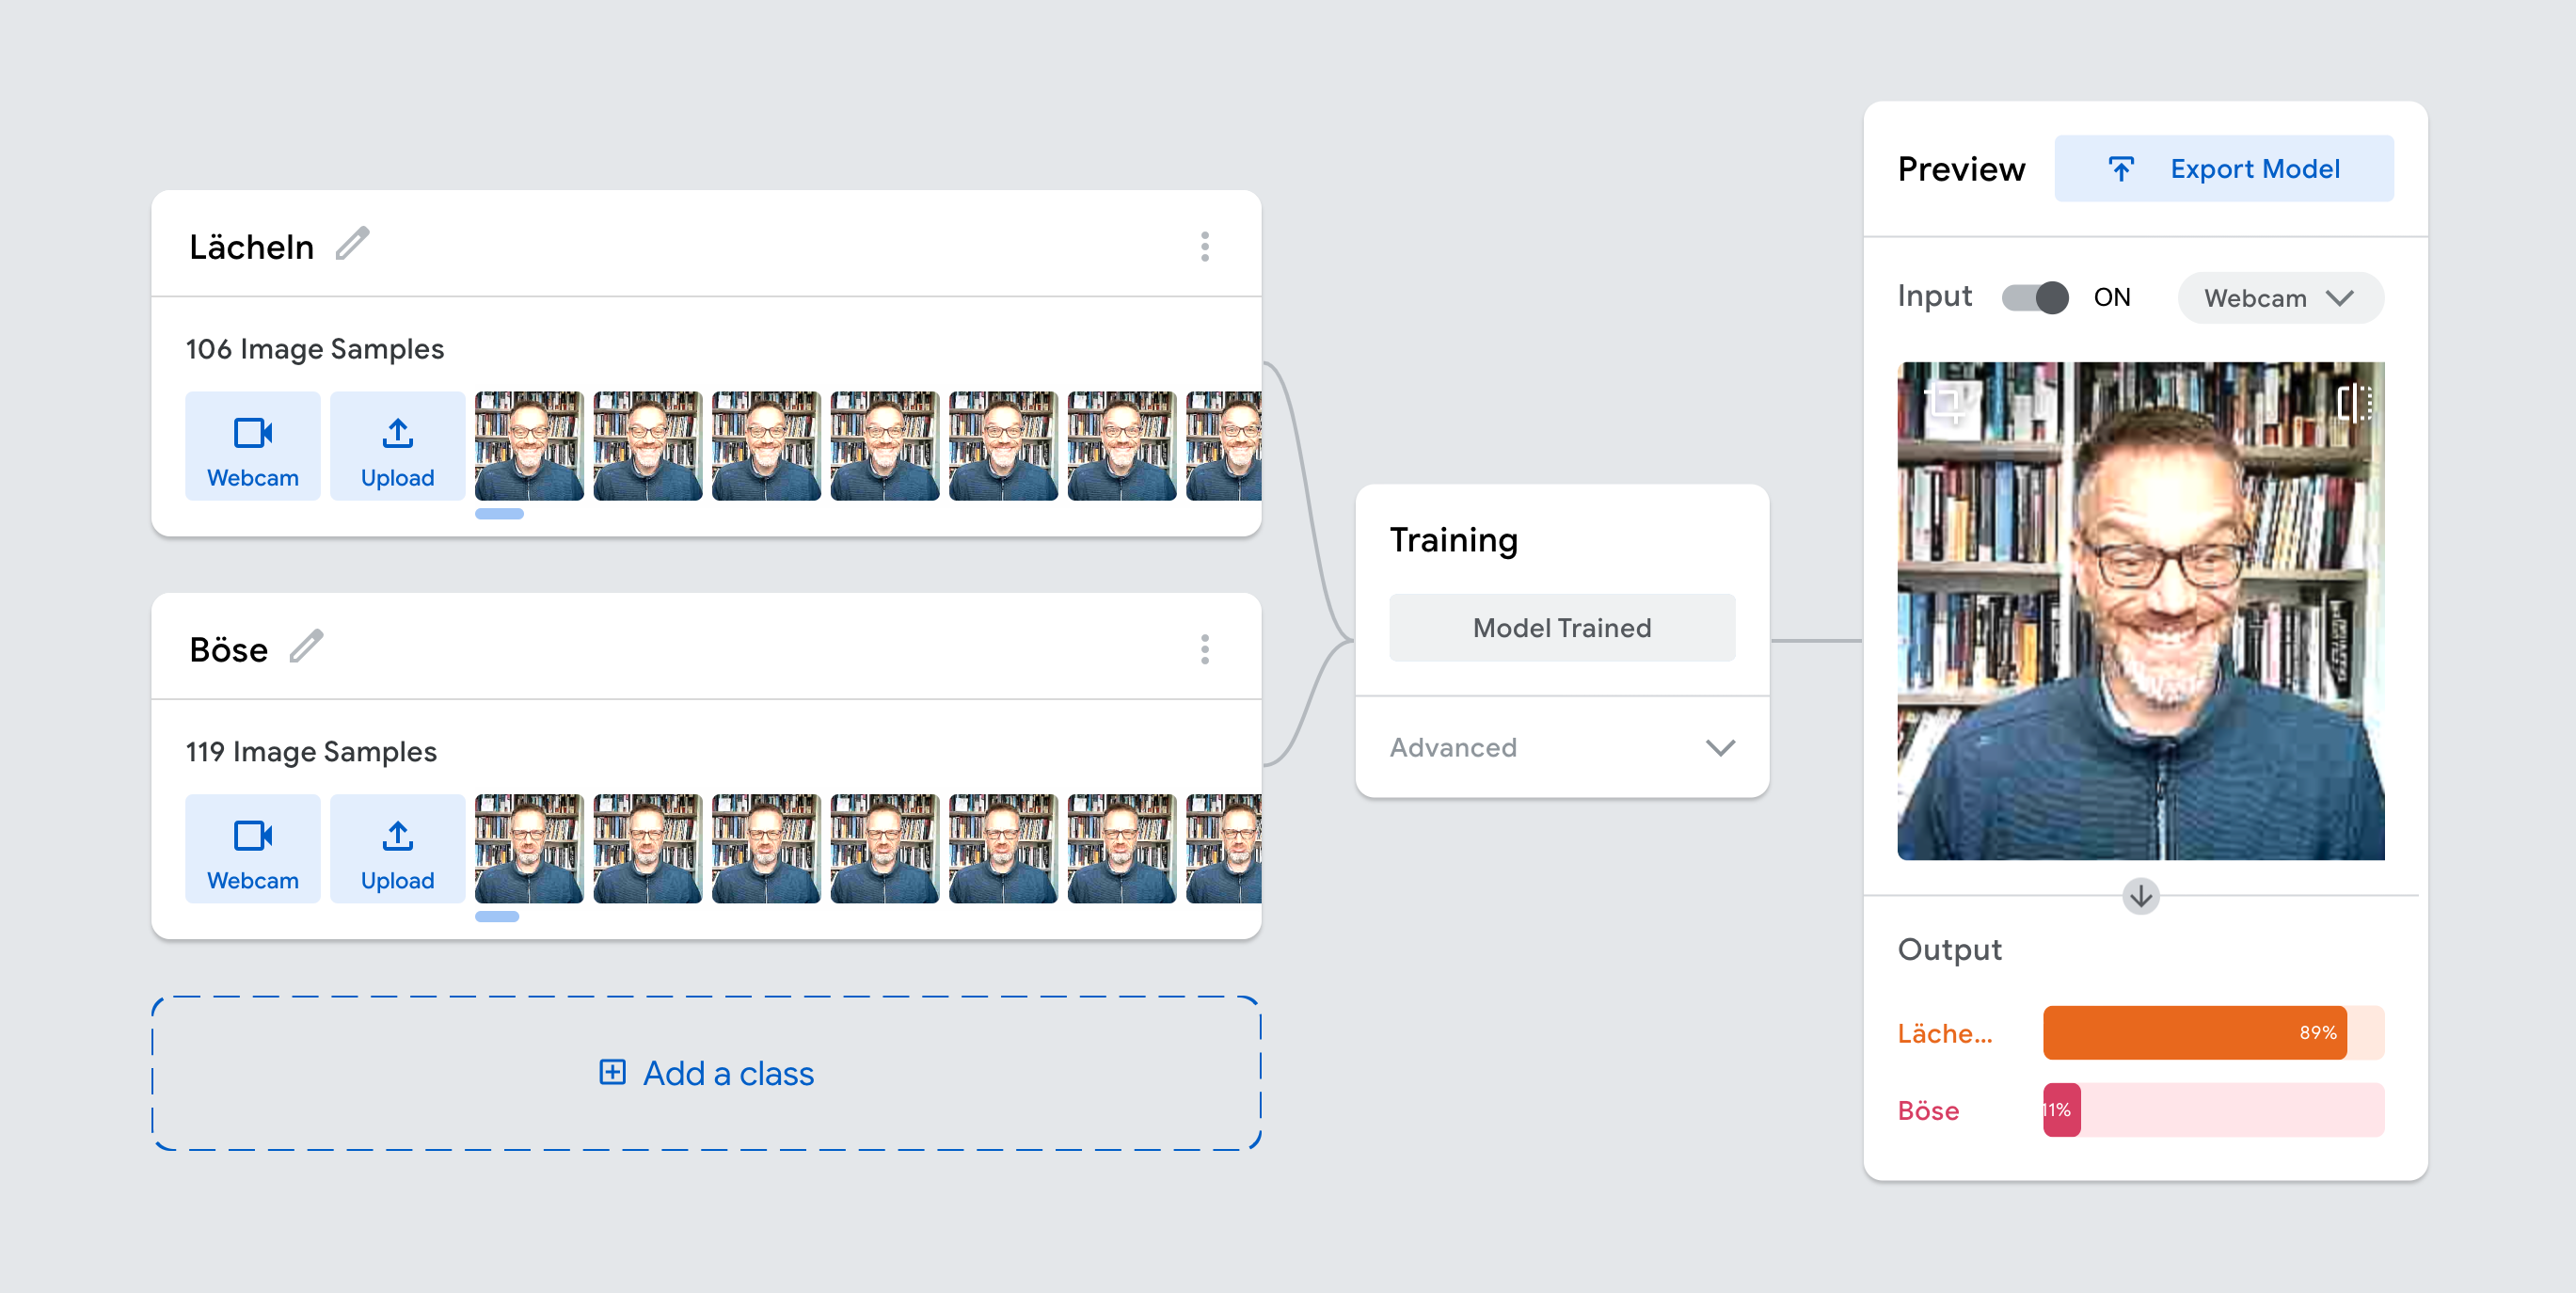 Lächeln
106 Image Samples
Webcam
Upload
Böse
119 Image Samples
Webcam
Upload
Add a class
Training
Model Trained
Advanced
Preview
Export Model
Input
ON
Webcam
Output
Läche...
89%
Böse
11%